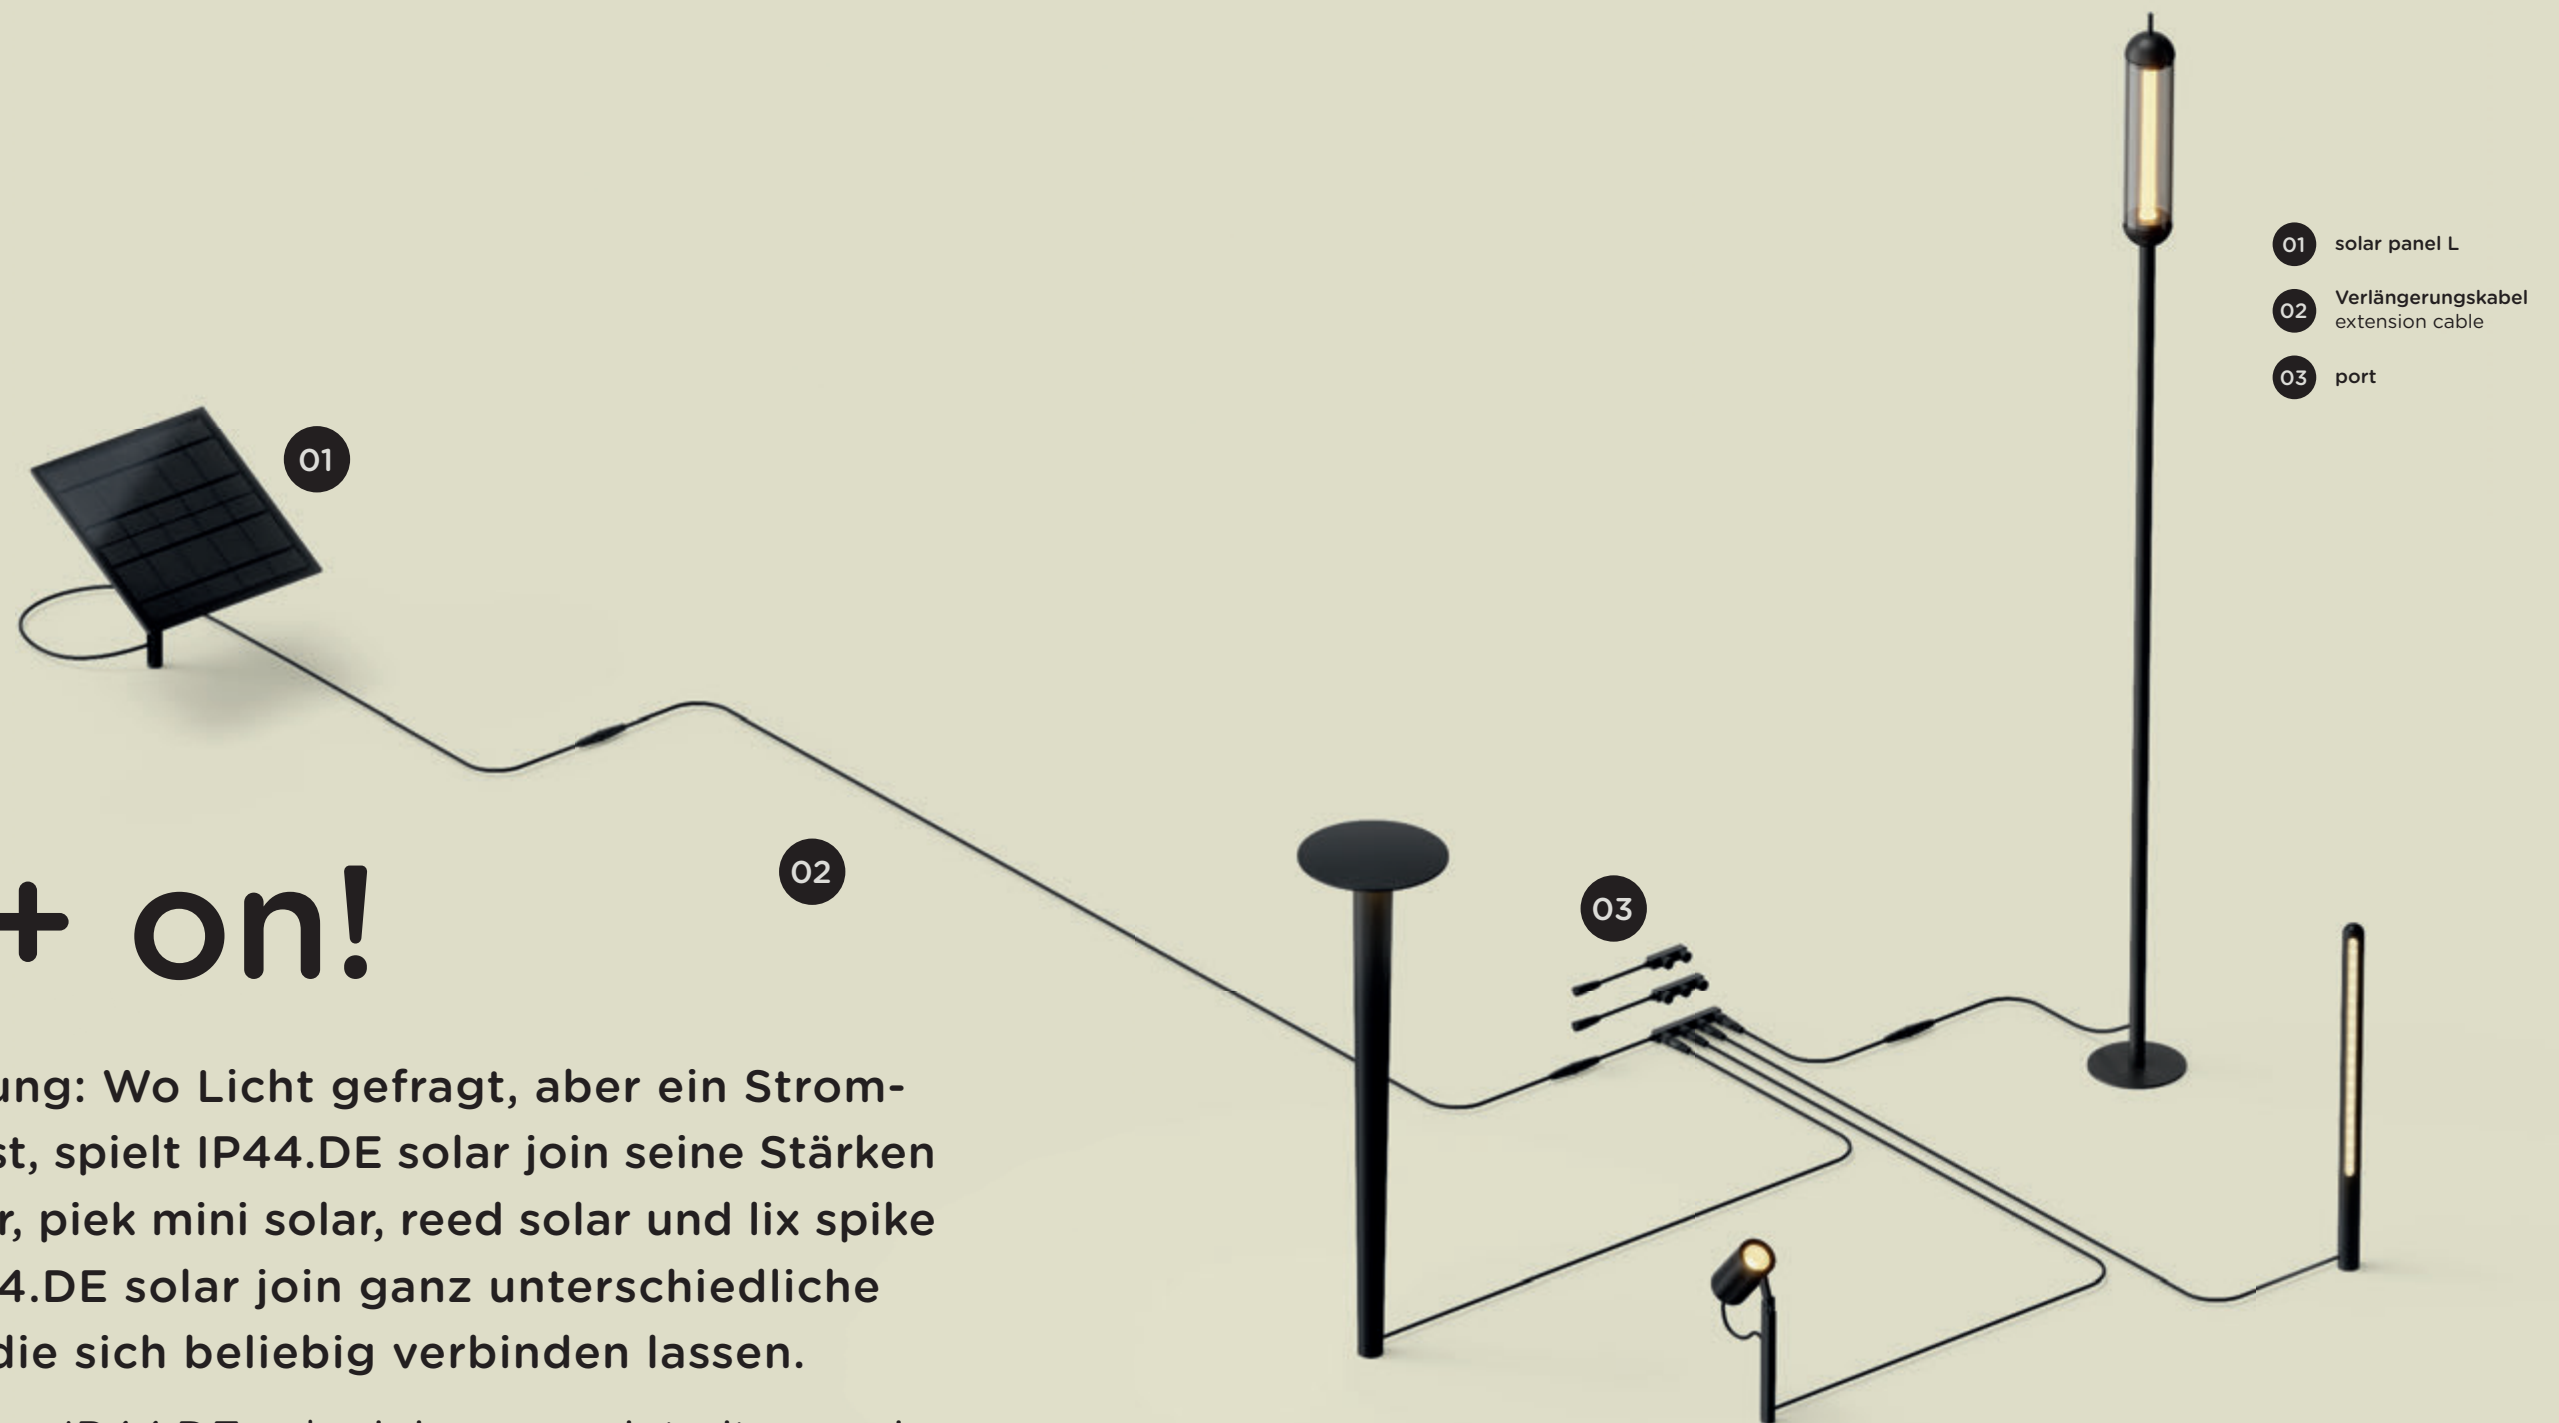 01
solar panel L
02
Verlängerungskabel
extension cable
03
port
01
02
03
+ on!
ung: Wo Licht gefragt, aber ein Strom-
st, spielt IP44.DE solar join seine Stärken
r, piek mini solar, reed solar und lix spike
4.DE solar join ganz unterschiedliche
die sich beliebig verbinden lassen.